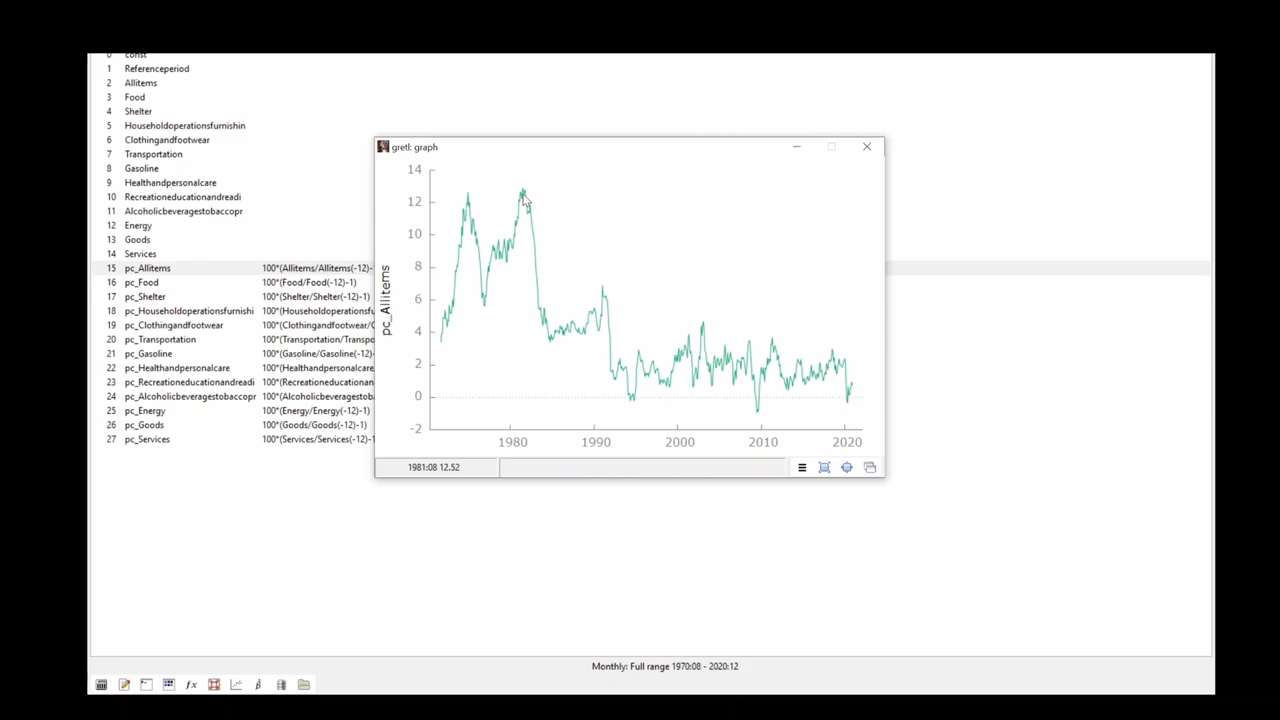 0 const
1 Referenceperiod
2 Allitems
3 Food
4 Shelter
5 Householdoperationsfurnishin
6 Clothingandfootwear
7 Transportation
8 Gasoline
9 Healthandpersonalcare
10 Recreationeducationandreadi
11 Alcoholicbeveragestobaccopr
12 Energy
13 Goods
14 Services
15 pc_Allitems 100*(Allitems/Allitems(-12)-
16 pc_Food 100*(Food/Food(-12)-1)
17 pc_Shelter 100*(Shelter/Shelter(-12)-1)
18 pc_Householdoperationsfurnishi 100*(Householdoperationsfu
19 pc_Clothingandfootwear 100*(Clothingandfootwear/C
20 pc_Transportation 100*(Transportation/Transpo
21 pc_Gasoline 100*(Gasoline/Gasoline(-12)-
22 pc_Healthandpersonalcare 100*(Healthandpersonalcare
23 pc_Recreationeducationandreadi 100*(Recreationeducationan
24 pc_Alcoholicbeveragestobaccopr 100*(Alcoholicbeveragestoba
25 pc_Energy 100*(Energy/Energy(-12)-1)
26 pc_Goods 100*(Goods/Goods(-12)-1)
27 pc_Services 100*(Services/Services(-12)-1
gretl: graph
14
12
10
8
6
4
2
0
-2
pc_Allitems
1980 1990 2000 2010 2020
1981:08 12.52
Monthly: Full range 1970:08 - 2020:12
fx
β̂